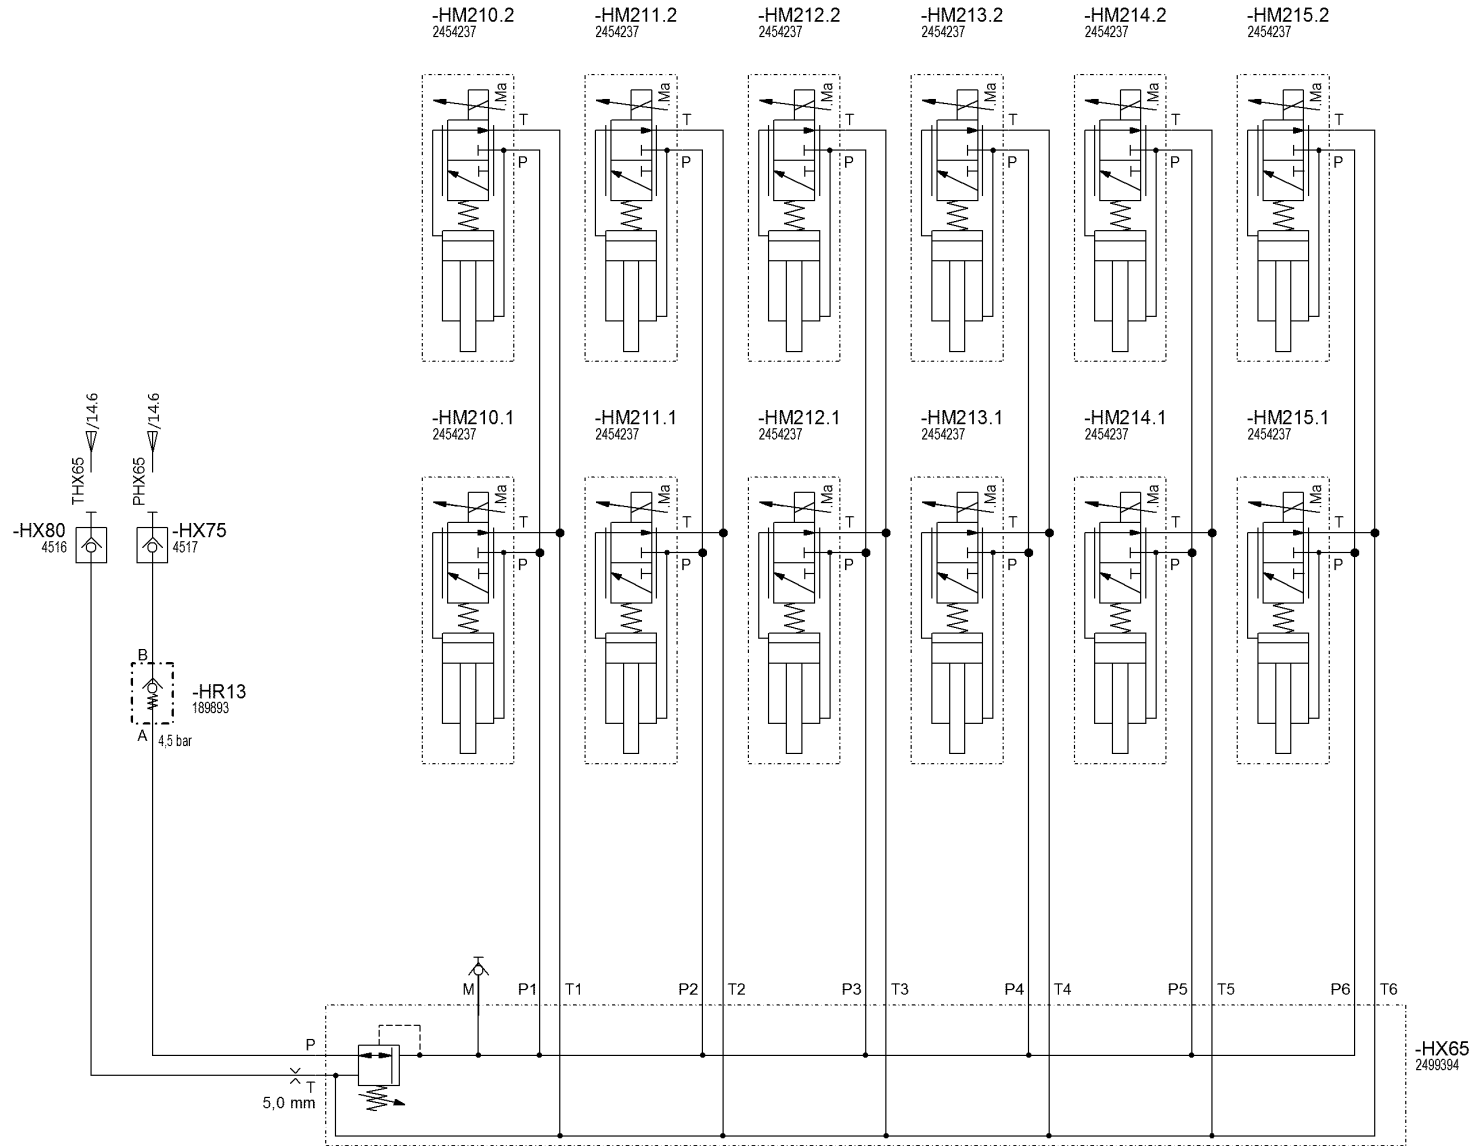 -HM210.2 -HM211.2 -HM212.2 -HM213.2 -HM214.2 -HM215.2
2454237 2454237 2454237 2454237 2454237 2454237
Ma Ma Ma Ma Ma Ma
T T T T T T
P P P P P P
-HM210.1 -HM211.1 -HM212.1 -HM213.1 -HM214.1 -HM215.1
2454237 2454237 2454237 2454237 2454237 2454237
/14.6 /14.6
THX65 PHX65
Ma Ma Ma Ma Ma Ma
T T T T T T
-HX80 -HX75
4516 4517
P P P P P P
B
-HR13
189893
A 4,5 bar
M P1 T1 P2 T2 P3 T3 P4 T4 P5 T5 P6 T6
P
-HX65
2499394
T
5,0 mm